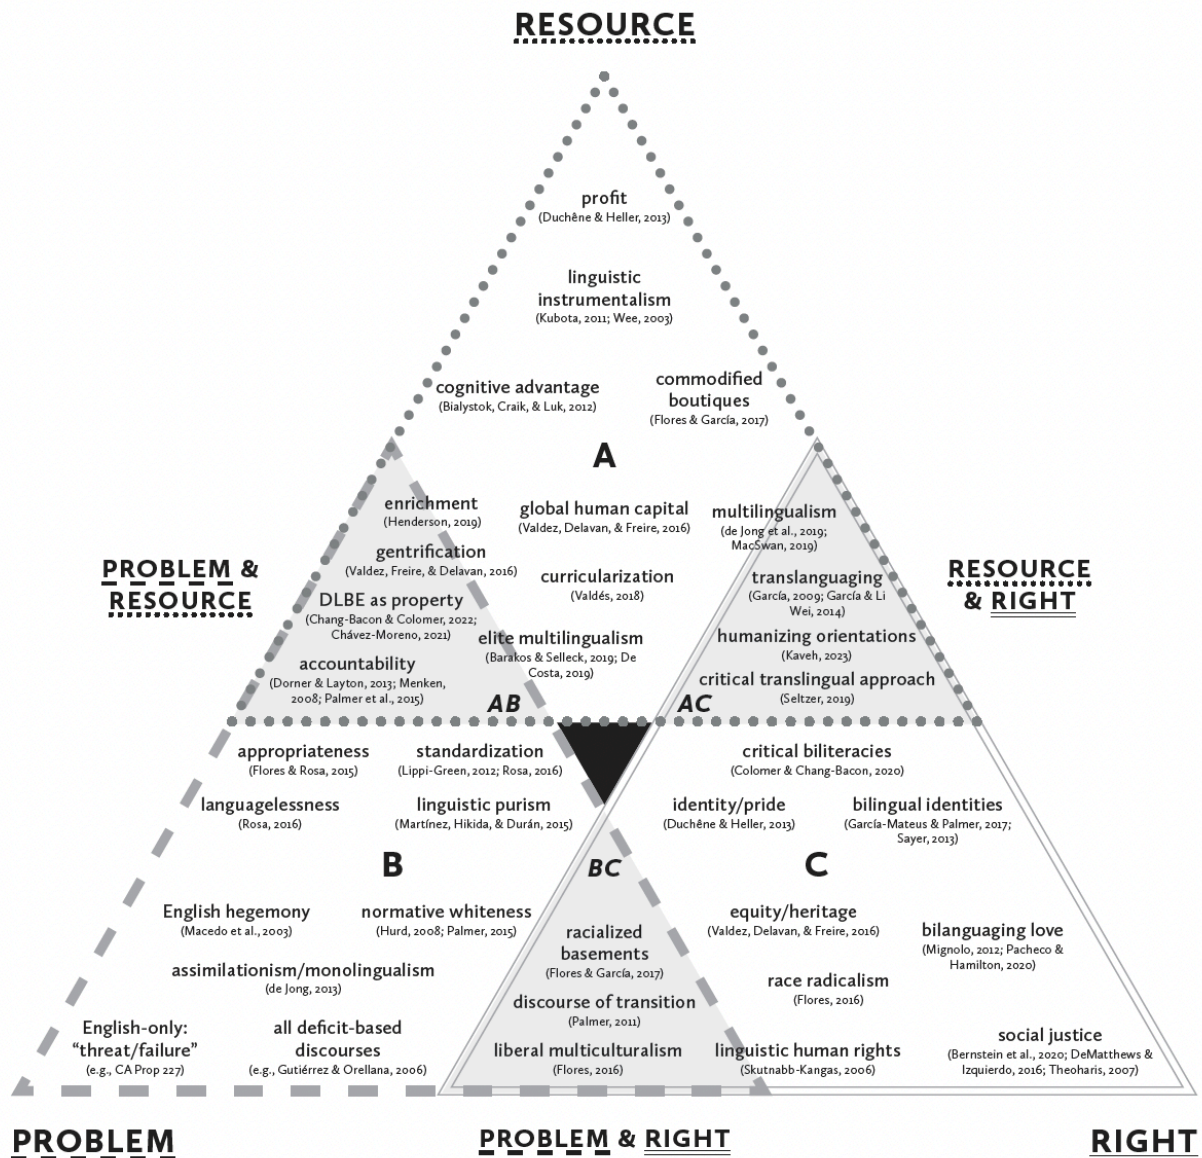 RESOURCE
profit
(Duchêne & Heller, 2013)
linguistic
instrumentalism
(Kubota, 2011; Wee, 2003)
cognitive advantage
(Bialystok, Craik, & Luk, 2012)
commodified
boutiques
(Flores & García, 2017)
A
enrichment
(Henderson, 2019)
gentrification
(Valdez, Freire, & Delavan, 2016)
DLBE as property
(Chang-Bacon & Colomer, 2022;
Chávez-Moreno, 2021)
accountability
(Dorner & Layton, 2013; Menken,
2008; Palmer et al., 2015)
AB
global human capital
(Valdez, Delavan, & Freire, 2016)
curricularization
(Valdés, 2018)
elite multilingualism
(Barakos & Selleck, 2019; De
Costa, 2019)
multilingualism
(de Jong et al., 2019;
MacSwan, 2019)
translanguaging
(García, 2009; García & Li
Wei, 2014)
humanizing orientations
(Kaveh, 2023)
critical translingual approach
(Seltzer, 2019)
AC
PROBLEM &
RESOURCE
RESOURCE
& RIGHT
appropriateness
(Flores & Rosa, 2015)
standardization
(Lippi-Green, 2012; Rosa, 2016)
languagelessness
(Rosa, 2016)
linguistic purism
(Martínez, Hikida, & Durán, 2015)
B
English hegemony
(Macedo et al., 2003)
normative whiteness
(Hurd, 2008; Palmer, 2015)
assimilationism/monolingualism
(de Jong, 2013)
English-only:
“threat/failure”
(e.g., CA Prop 227)
all deficit-based
discourses
(e.g., Gutiérrez & Orellana, 2006)
BC
racialized
basements
(Flores & García, 2017)
discourse of transition
(Palmer, 2011)
liberal multiculturalism
(Flores, 2016)
critical biliteracies
(Colomer & Chang-Bacon, 2020)
identity/pride
(Duchêne & Heller, 2013)
bilingual identities
(García-Mateus & Palmer, 2017;
Sayer, 2013)
C
equity/heritage
(Valdez, Delavan, & Freire, 2016)
bilanguaging love
(Mignolo, 2012; Pacheco &
Hamilton, 2020)
race radicalism
(Flores, 2016)
linguistic human rights
(Skutnabb-Kangas, 2006)
social justice
(Bernstein et al., 2020; DeMatthews &
Izquierdo, 2016; Theoharis, 2007)
PROBLEM
PROBLEM & RIGHT
RIGHT